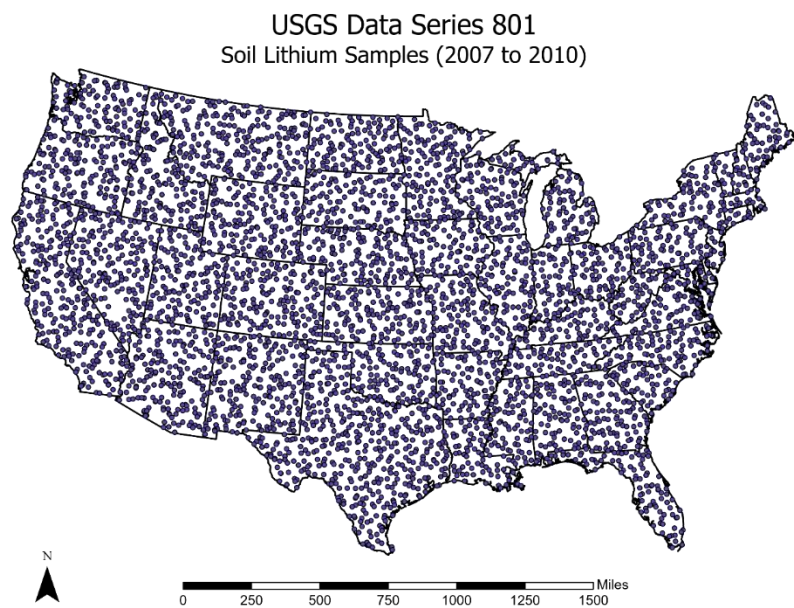 USGS Data Series 801
Soil Lithium Samples (2007 to 2010)
N
Miles
0 250 500 750 1000 1250 1500